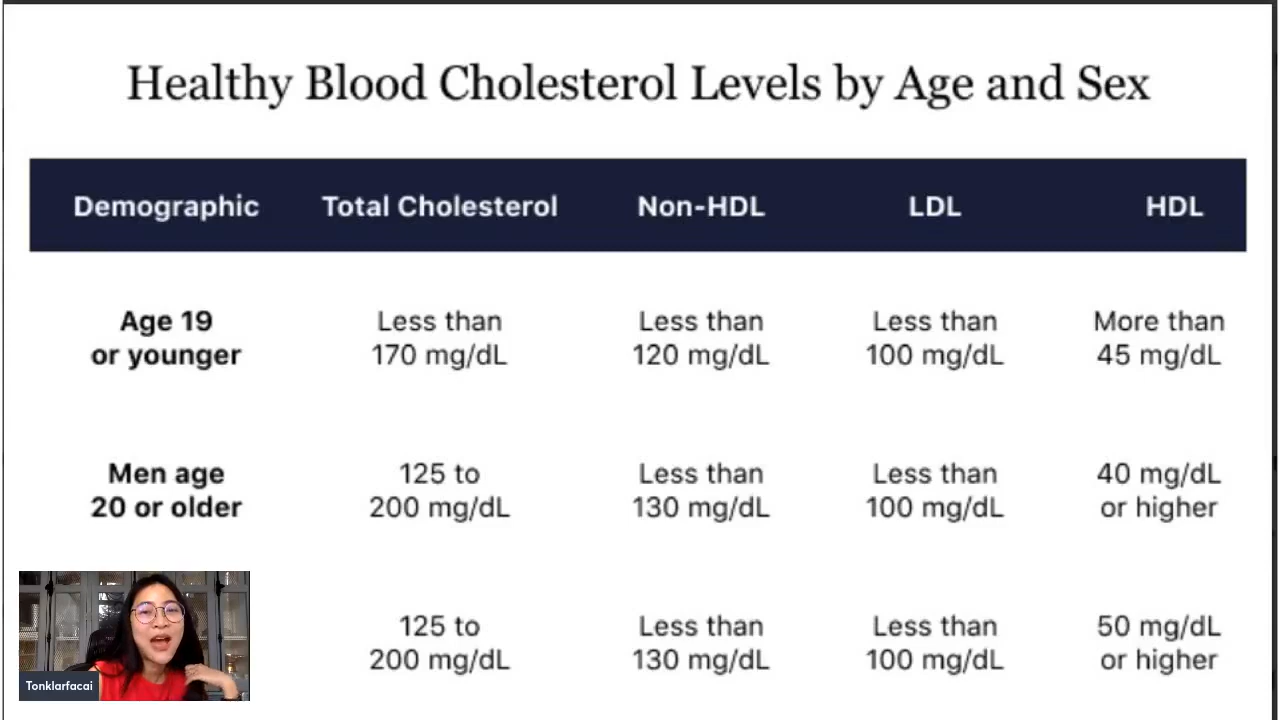 Healthy Blood Cholesterol Levels by Age and Sex
Demographic Total Cholesterol Non-HDL LDL HDL
Age 19 Less than Less than Less than More than
or younger 170 mg/dL 120 mg/dL 100 mg/dL 45 mg/dL
Men age 125 to Less than Less than 40 mg/dL
20 or older 200 mg/dL 130 mg/dL 100 mg/dL or higher
125 to Less than Less than 50 mg/dL
200 mg/dL 130 mg/dL 100 mg/dL or higher
Tonklarfacai